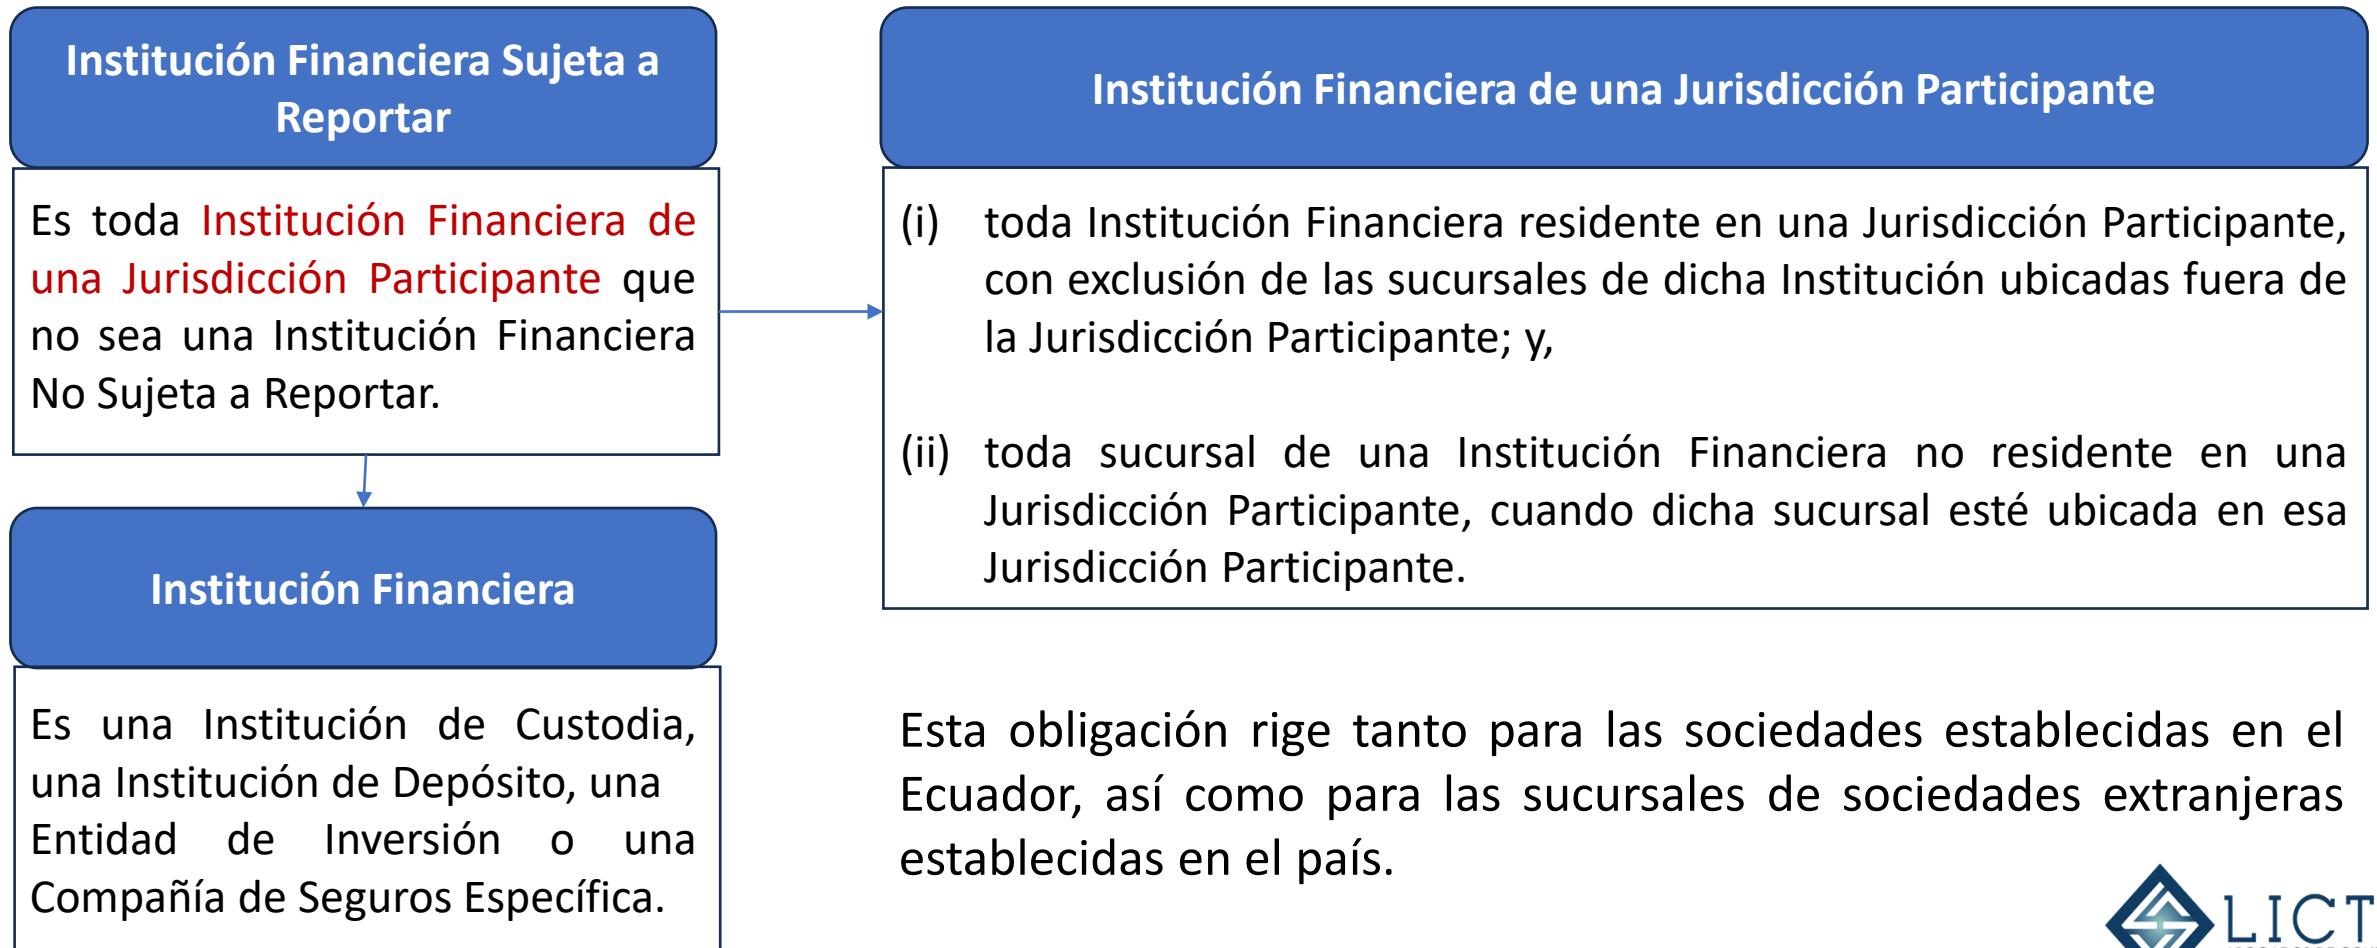 Institución Financiera Sujeta a
Reportar
Es toda Institución Financiera de
una Jurisdicción Participante que
no sea una Institución Financiera
No Sujeta a Reportar.
Institución Financiera
Es una Institución de Custodia,
una Institución de Depósito, una
Entidad de Inversión o una
Compañía de Seguros Específica.
Institución Financiera de una Jurisdicción Participante
(i) toda Institución Financiera residente en una Jurisdicción Participante,
con exclusión de las sucursales de dicha Institución ubicadas fuera de
la Jurisdicción Participante; y,
(ii) toda sucursal de una Institución Financiera no residente en una
Jurisdicción Participante, cuando dicha sucursal esté ubicada en esa
Jurisdicción Participante.
Esta obligación rige tanto para las sociedades establecidas en el
Ecuador, así como para las sucursales de sociedades extranjeras
establecidas en el país.
LICT